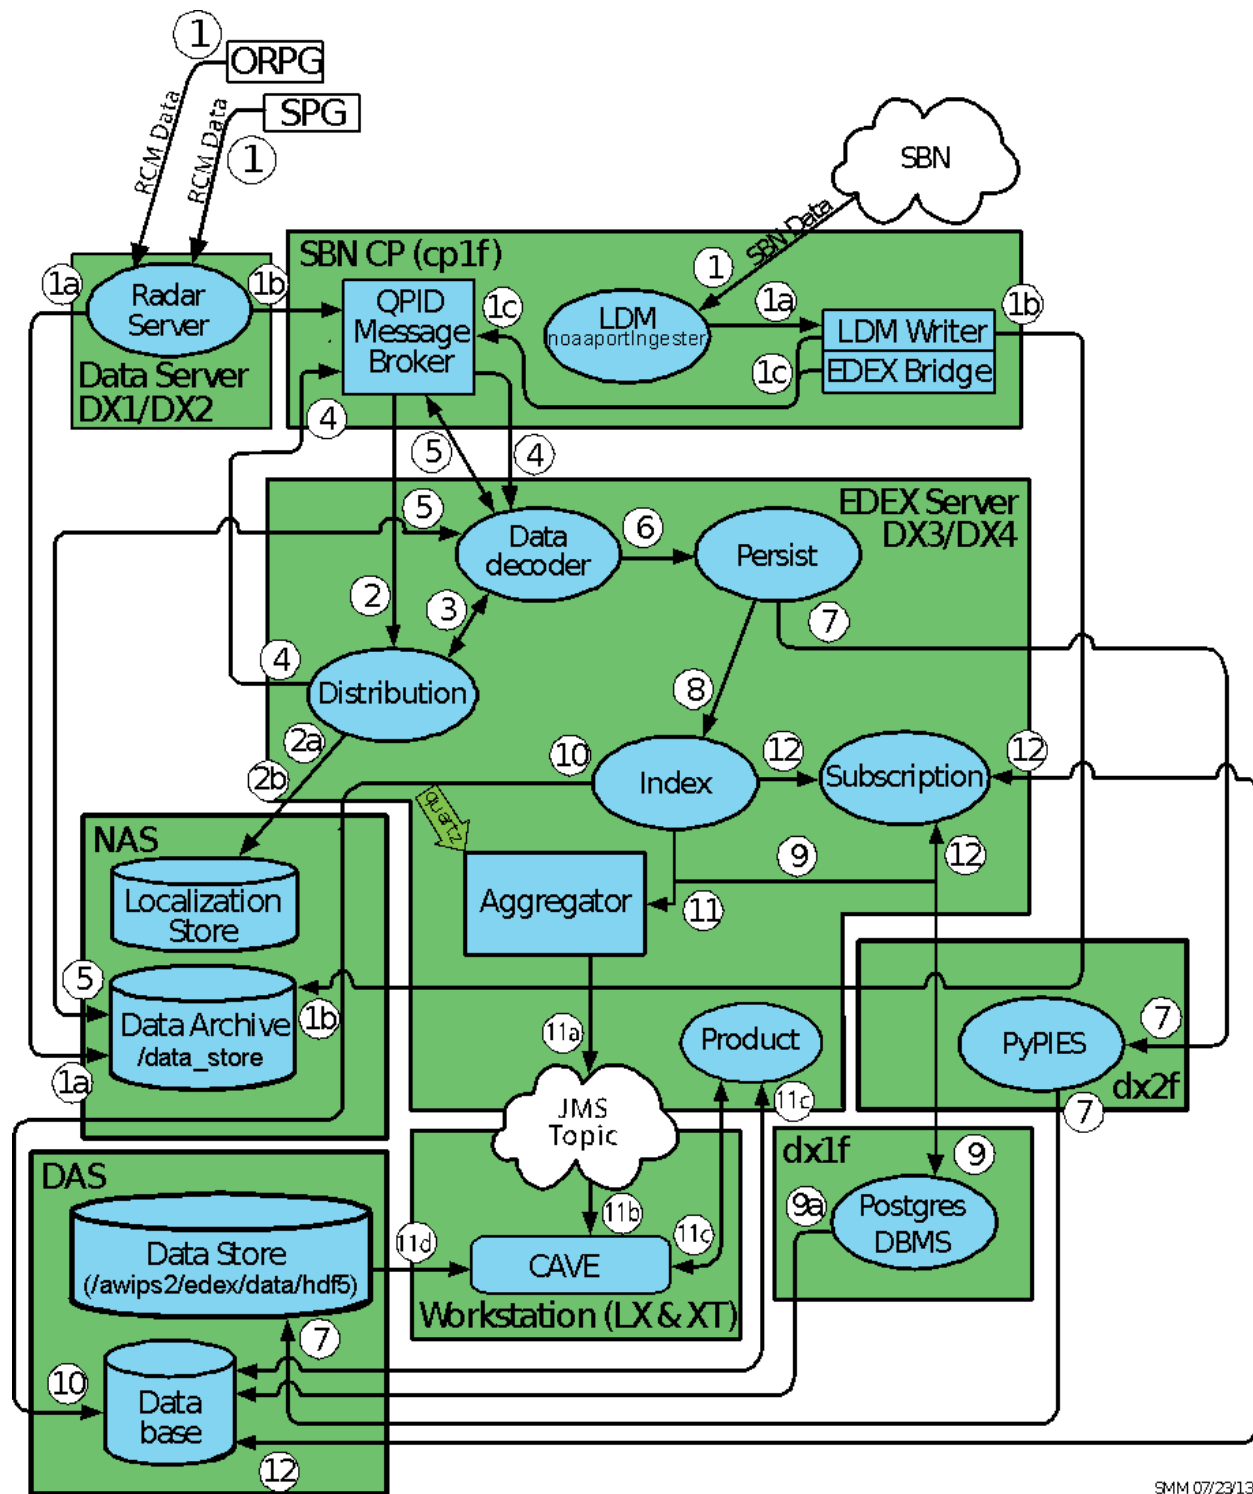 1
ORPG
RCM Data
SPG
RCM Data
1
SBN
SBN Data
SBN CP (cp1f)
1
1a
Radar
Server
1b
QPID
Message
Broker
1c
LDM
noaaportIngester
1a
LDM Writer
EDEX Bridge
1b
1c
Data Server
DX1/DX2
4
5
4
EDEX Server
DX3/DX4
5
Data
decoder
6
Persist
2
3
7
4
Distribution
8
2a
2b
10
Index
12
Subscription
12
quartz
NAS
Localization
Store
Aggregator
9
12
11
5
Data Archive
/data_store
1b
1a
11a
Product
11c
PyPIES
7
dx2f
7
JMS
Topic
DAS
dx1f
9
9a
Postgres
DBMS
Data Store
(/awips2/edex/data/hdf5)
11d
11b
11c
CAVE
Workstation (LX & XT)
7
10
Data
base
12
SMM 07/23/13